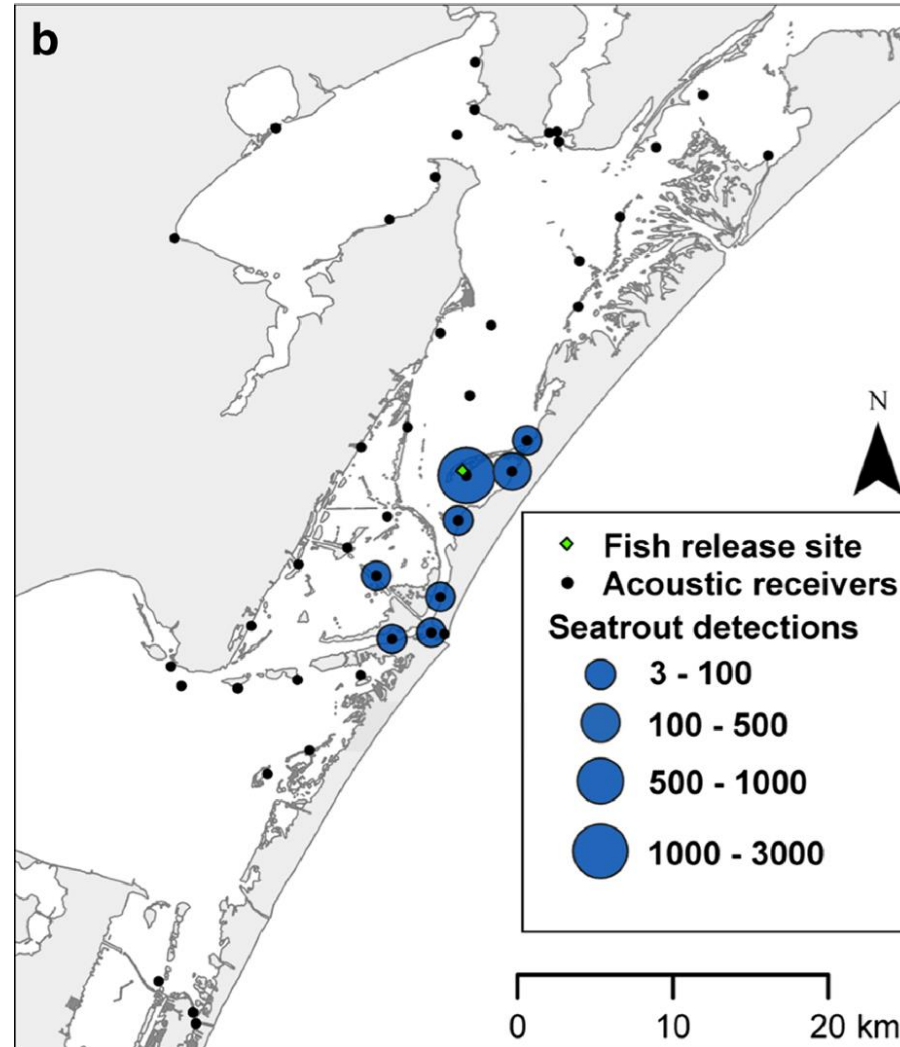 b
N
Fish release site
Acoustic receivers
Seatrout detections
3 - 100
100 - 500
500 - 1000
1000 - 3000
0 10 20 km